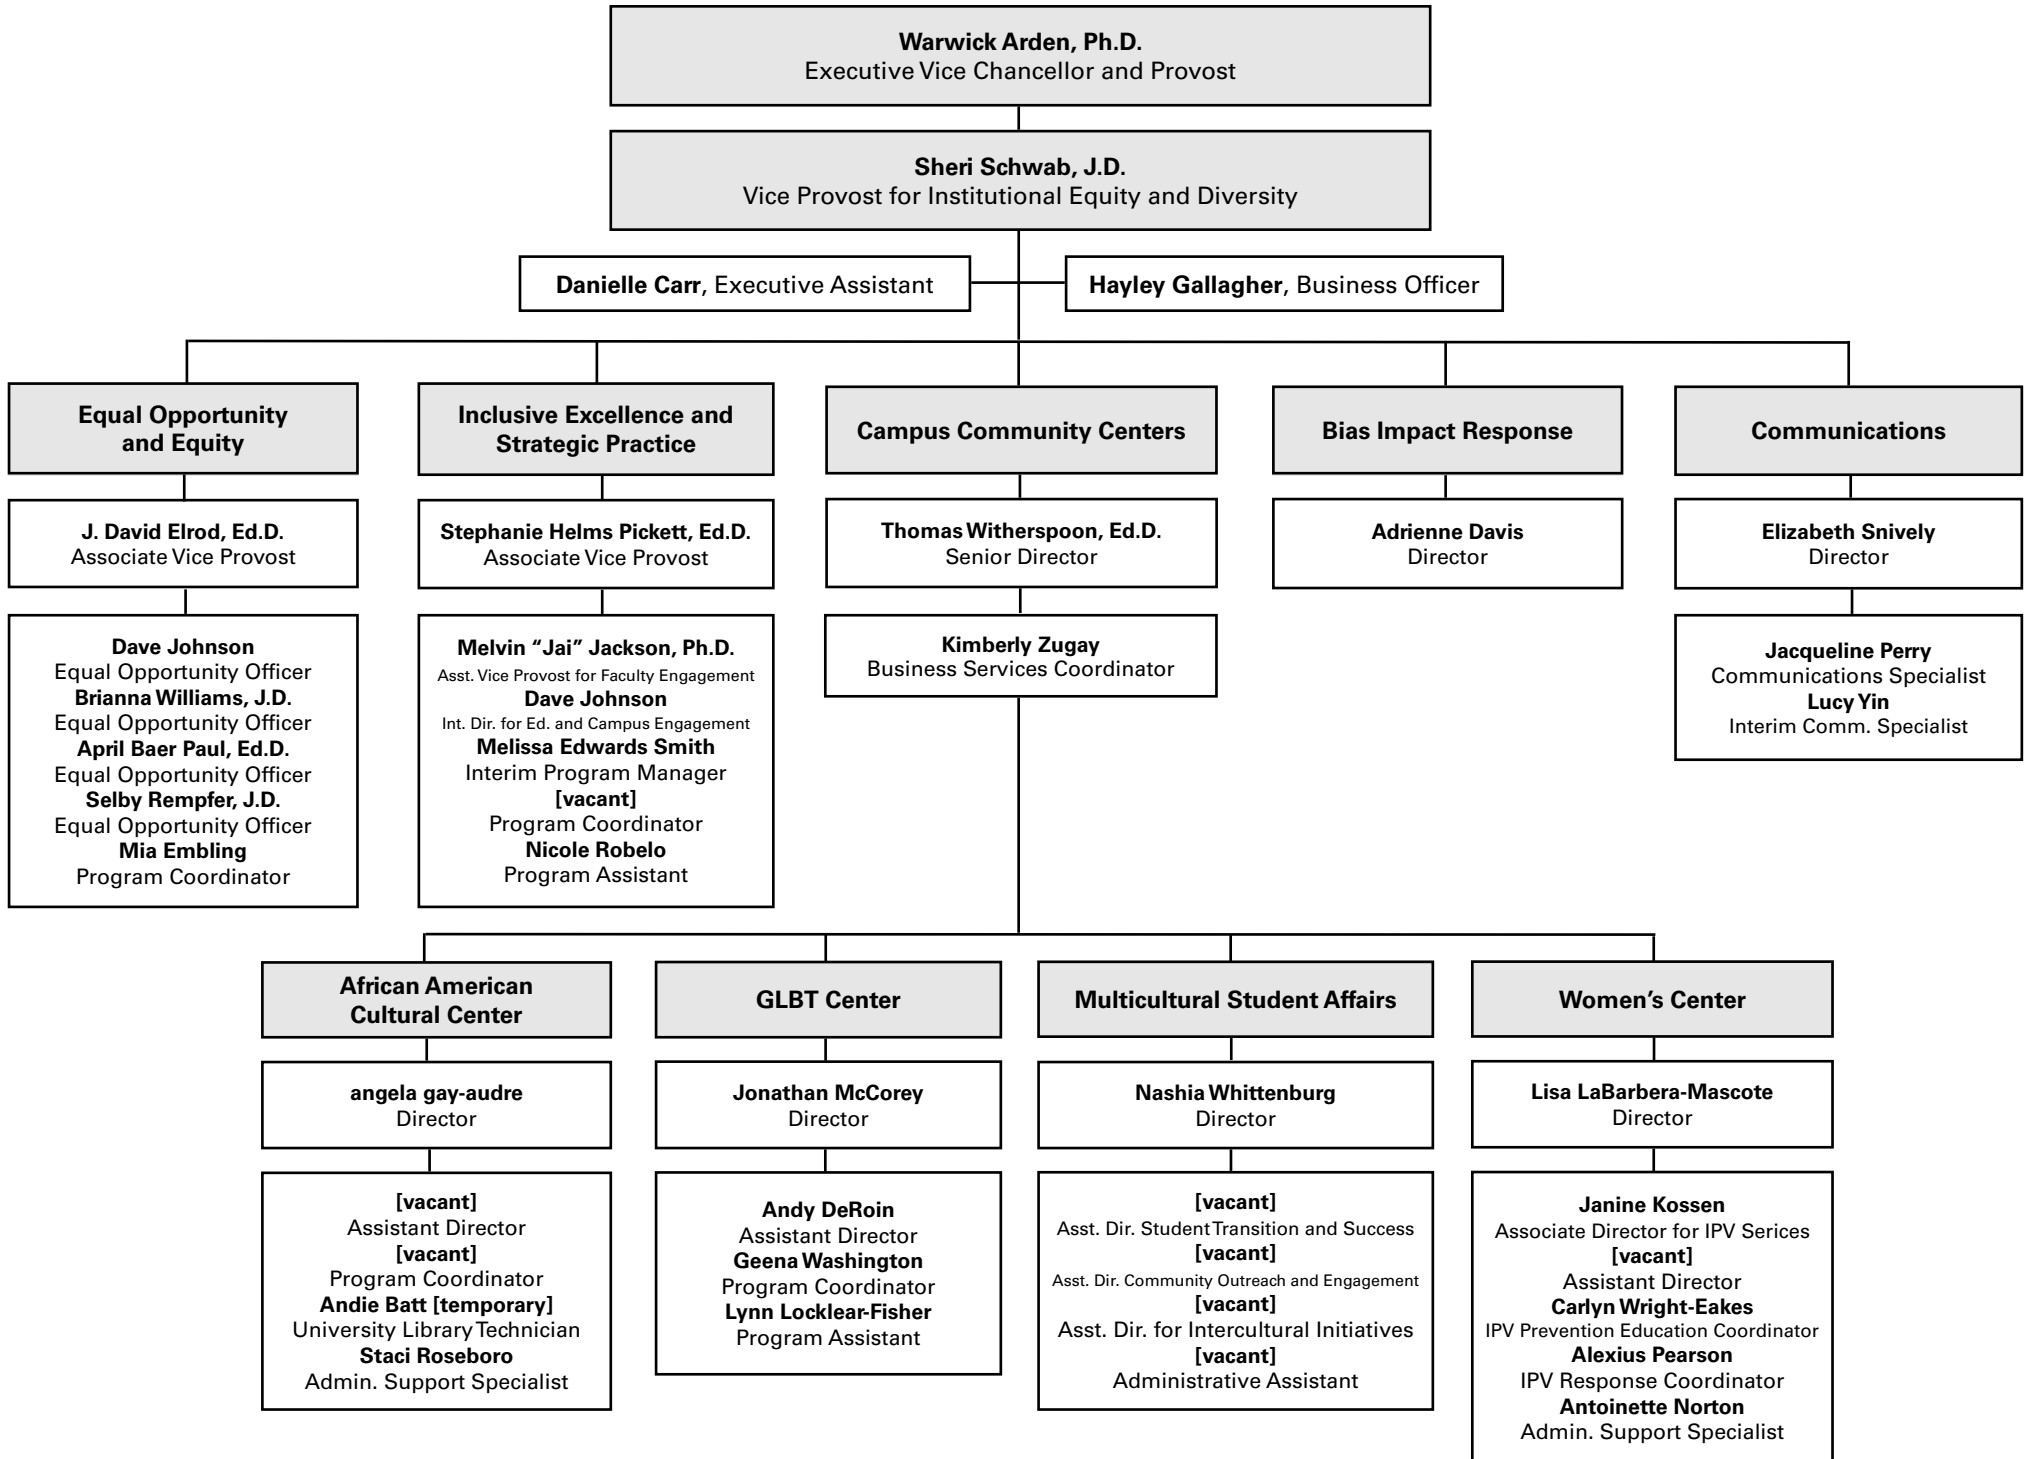 Warwick Arden, Ph.D.
Executive Vice Chancellor and Provost
Sheri Schwab, J.D.
Vice Provost for Institutional Equity and Diversity
Danielle Carr, Executive Assistant
Hayley Gallagher, Business Officer
Equal Opportunity
and Equity
J. David Elrod, Ed.D.
Associate Vice Provost
Dave Johnson
Equal Opportunity Officer
Brianna Williams, J.D.
Equal Opportunity Officer
April Baer Paul, Ed.D.
Equal Opportunity Officer
Selby Rempfer, J.D.
Equal Opportunity Officer
Mia Embling
Program Coordinator
Inclusive Excellence and
Strategic Practice
Stephanie Helms Pickett, Ed.D.
Associate Vice Provost
Melvin “Jai” Jackson, Ph.D.
Asst. Vice Provost for Faculty Engagement
Dave Johnson
Int. Dir. for Ed. and Campus Engagement
Melissa Edwards Smith
Interim Program Manager
[vacant]
Program Coordinator
Nicole Robelo
Program Assistant
Campus Community Centers
Thomas Witherspoon, Ed.D.
Senior Director
Kimberly Zugay
Business Services Coordinator
Bias Impact Response
Adrienne Davis
Director
Communications
Elizabeth Snively
Director
Jacqueline Perry
Communications Specialist
Lucy Yin
Interim Comm. Specialist
African American
Cultural Center
angela gay-audre
Director
[vacant]
Assistant Director
[vacant]
Program Coordinator
Andie Batt [temporary]
University Library Technician
Staci Roseboro
Admin. Support Specialist
GLBT Center
Jonathan McCorey
Director
Andy DeRoin
Assistant Director
Geena Washington
Program Coordinator
Lynn Locklear-Fisher
Program Assistant
Multicultural Student Affairs
Nashia Whittenburg
Director
[vacant]
Asst. Dir. Student Transition and Success
[vacant]
Asst. Dir. Community Outreach and Engagement
[vacant]
Asst. Dir. for Intercultural Initiatives
[vacant]
Administrative Assistant
Women’s Center
Lisa LaBarbera-Mascote
Director
Janine Kossen
Associate Director for IPV Serices
[vacant]
Assistant Director
Carlyn Wright-Eakes
IPV Prevention Education Coordinator
Alexius Pearson
IPV Response Coordinator
Antoinette Norton
Admin. Support Specialist